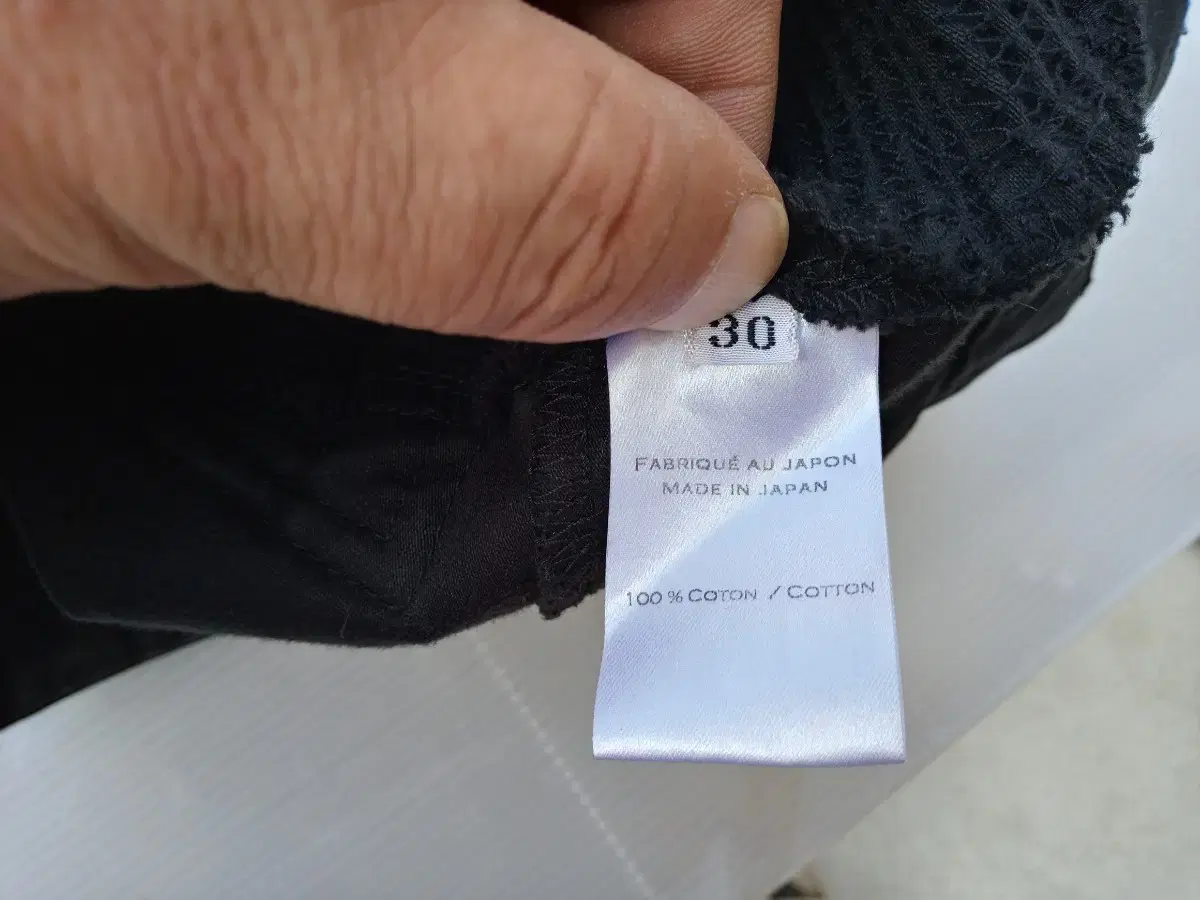 30
FABRIQUÉ AU JAPON
MADE IN JAPAN
100 % COTON / COTTON